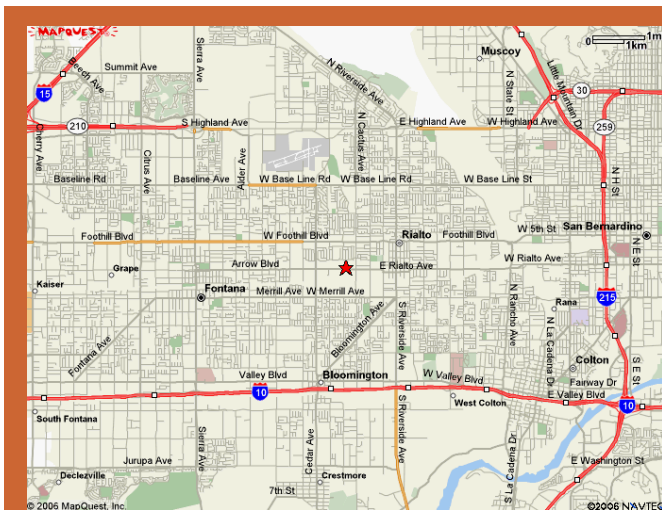 MAPQUEST
1m
1km
Muscoy
Summit Ave
Beech Ave
Sierra Ave
N Riverside Ave
N State St
Little Mountain Dr
15
30
210
S Highland Ave
N Cactus Ave
E Highland Ave
W Highland Ave
259
Cherry Ave
Citrus Ave
Alder Ave
Baseline Rd
Baseline Ave
W Base Line Rd
W Base Line Rd
W Base Line St
N E St
Foothill Blvd
W Foothill Blvd
Rialto
Foothill Blvd
W 5th St
San Bernardino
N E St
Grape
Arrow Blvd
E Rialto Ave
W Rialto Ave
Kaiser
Fontana
Merrill Ave
W Merrill Ave
215
Rana
N Rancho Ave
N La Cadena Dr
Bloomington Ave
S Riverside Ave
Fontana Ave
Colton
S E St
Valley Blvd
Bloomington
W Valley Blvd
Fairway Dr
E Valley Blvd
10
10
West Colton
South Fontana
S Riverside Ave
Sierra Ave
Cedar Ave
Jurupa Ave
E Washington St
S La Cadena Dr
Declezville
Crestmore
7th St
© 2006 MapQuest, Inc.
©2006 NAVTEQ